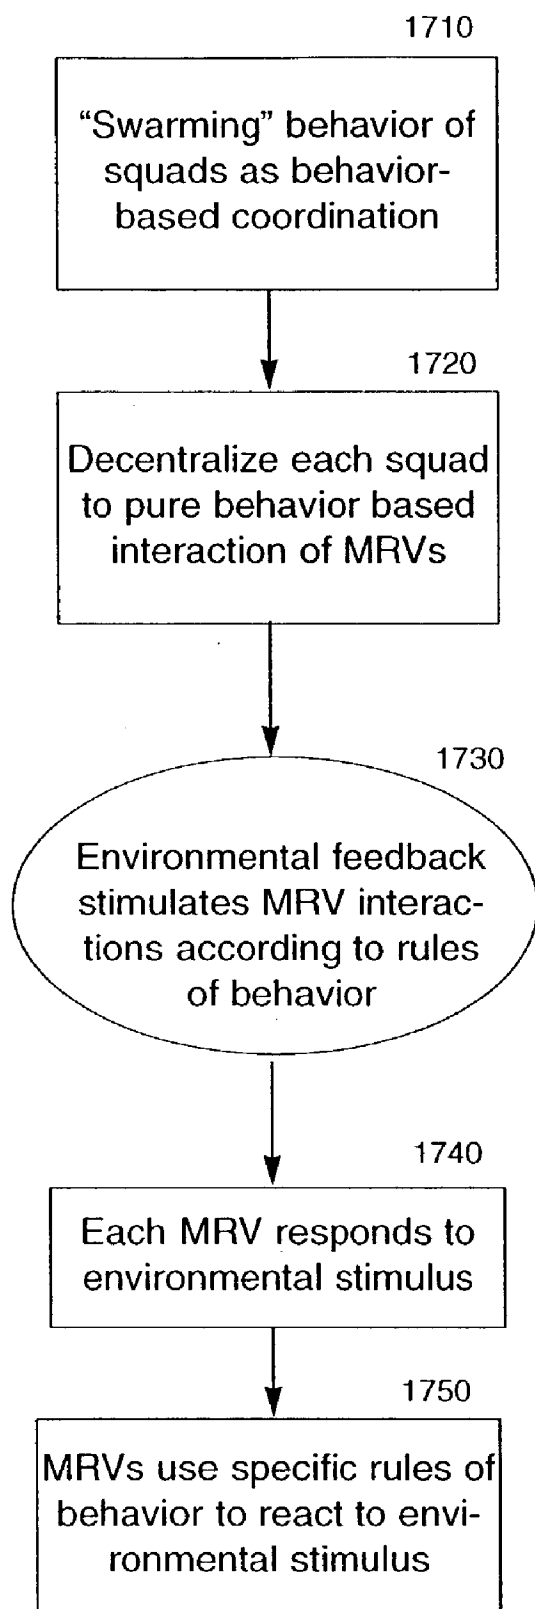 1710
“Swarming” behavior of
squads as behavior-
based coordination
1720
Decentralize each squad
to pure behavior based
interaction of MRVs
1730
Environmental feedback
stimulates MRV interac-
tions according to rules
of behavior
1740
Each MRV responds to
environmental stimulus
1750
MRVs use specific rules of
behavior to react to envi-
ronmental stimulus